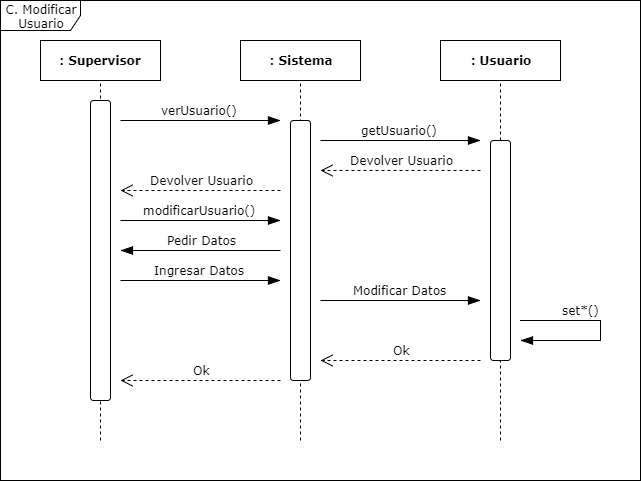 C. Modificar
Usuario
: Supervisor
: Sistema
: Usuario
verUsuario()
getUsuario()
Devolver Usuario
Devolver Usuario
modificarUsuario()
Pedir Datos
Ingresar Datos
Modificar Datos
set*()
Ok
Ok